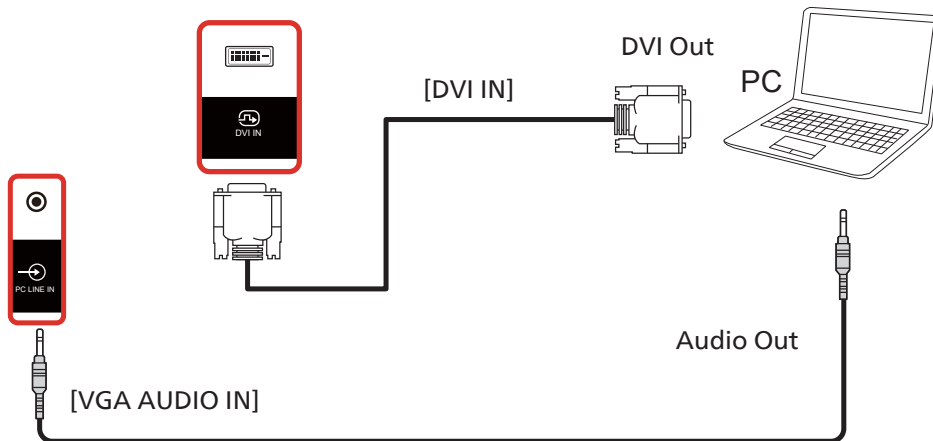 DVI Out
PC
[DVI IN]
DVI IN
PC LINE IN
Audio Out
[VGA AUDIO IN]